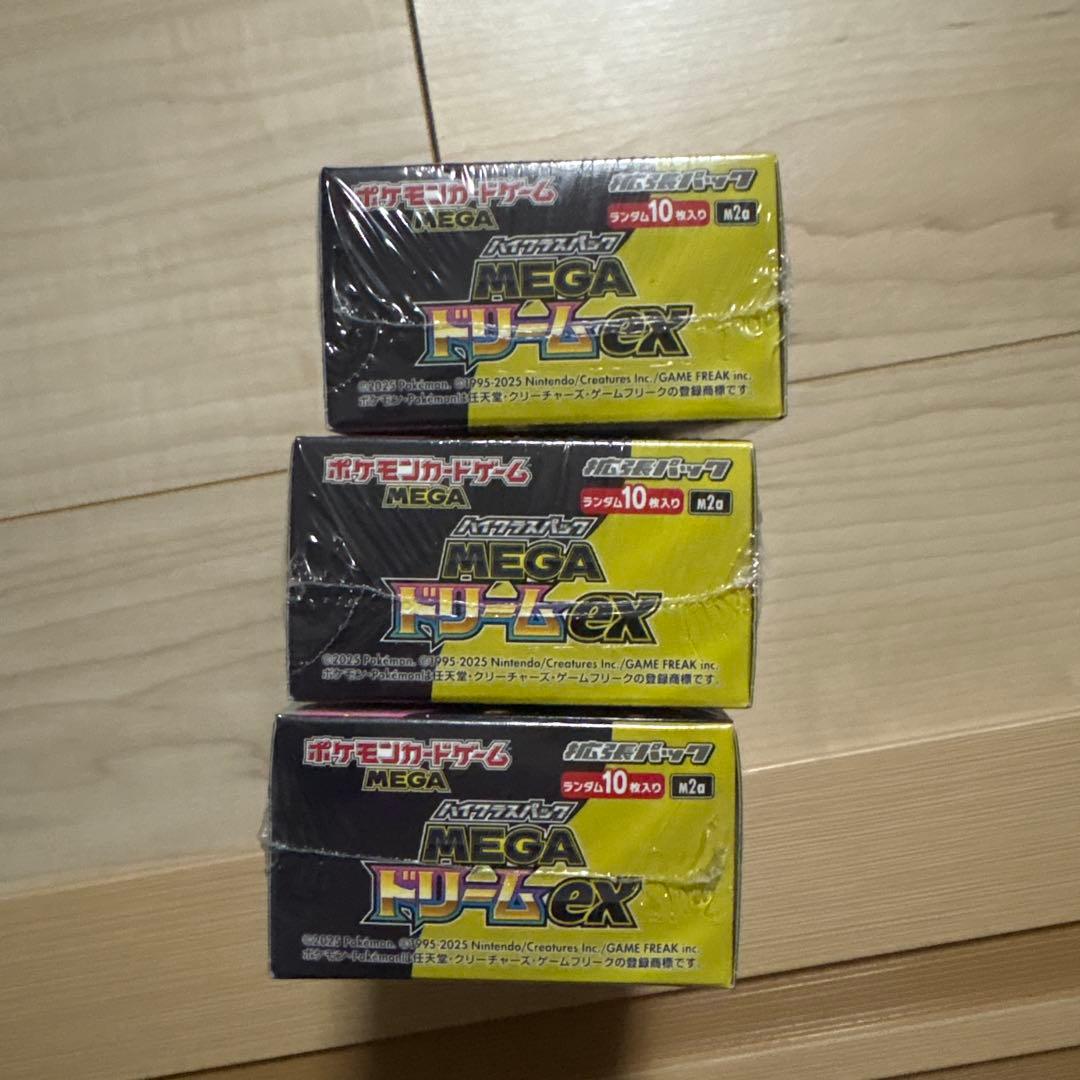 ポケモンカードゲーム
MEGA
拡張パック
ランダム10枚入り M2a
ハイクラスパック
MEGA
ドリームex
©2025 Pokémon. ©1995-2025 Nintendo/Creatures Inc./GAME FREAK inc.
ポケモン・Pokémonは任天堂・クリーチャーズ・ゲームフリークの登録商標です。
ポケモンカードゲーム
MEGA
拡張パック
ランダム10枚入り M2a
ハイクラスパック
MEGA
ドリームex
©2025 Pokémon. ©1995-2025 Nintendo/Creatures Inc./GAME FREAK inc.
ポケモン・Pokémonは任天堂・クリーチャーズ・ゲームフリークの登録商標です。
ポケモンカードゲーム
MEGA
拡張パック
ランダム10枚入り M2a
ハイクラスパック
MEGA
ドリームex
©2025 Pokémon. ©1995-2025 Nintendo/Creatures Inc./GAME FREAK inc.
ポケモン・Pokémonは任天堂・クリーチャーズ・ゲームフリークの登録商標です。